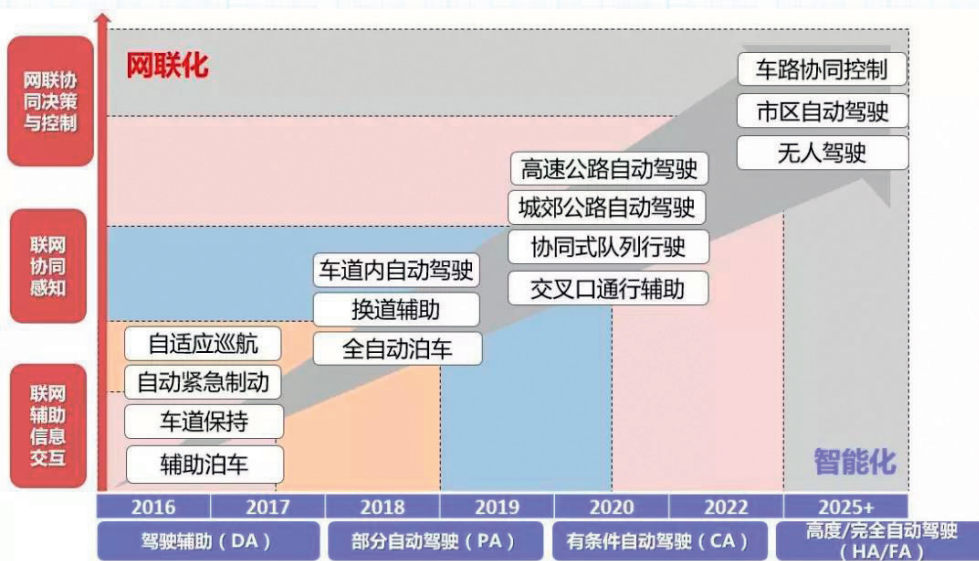 网联化
网联协
同决策
与控制
车路协同控制
市区自动驾驶
无人驾驶
高速公路自动驾驶
城郊公路自动驾驶
协同式队列行驶
交叉口通行辅助
联网
协同
感知
车道内自动驾驶
换道辅助
全自动泊车
自适应巡航
自动紧急制动
车道保持
辅助泊车
联网
辅助
信息
交互
智能化
2016 2017 2018 2019 2020 2022 2025+
驾驶辅助（DA） 部分自动驾驶（PA） 有条件自动驾驶（CA） 高度/完全自动驾驶
（HA/FA）